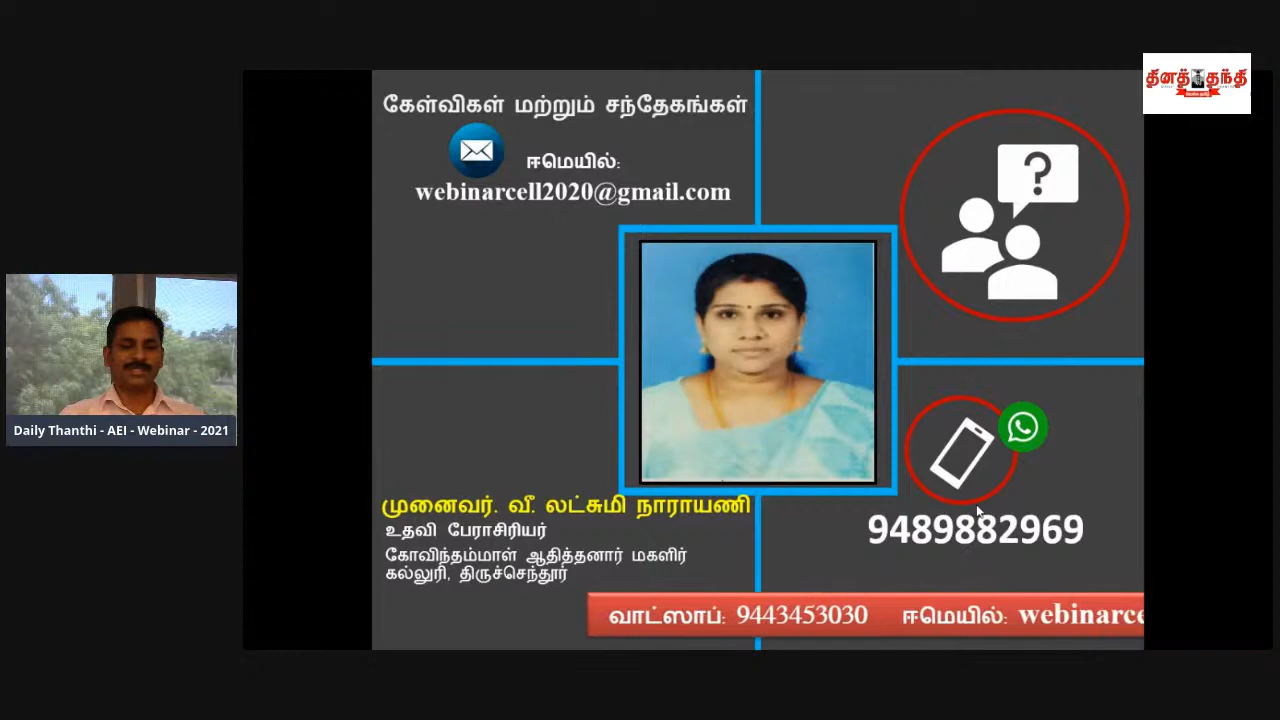 தினத்தந்தி
கேள்விகள் மற்றும் சந்தேகங்கள்
ஈமெயில்:
webinarcell2020@gmail.com
?
Daily Thanthi - AEI - Webinar - 2021
முனைவர். வீ. லட்சுமி நாராயணி
உதவி பேராசிரியர்
கோவிந்தம்மாள் ஆதித்தனார் மகளிர்
கல்லுரி, திருச்செந்தூர்
9489882969
வாட்ஸாப்: 9443453030 ஈமெயில்: webinarce